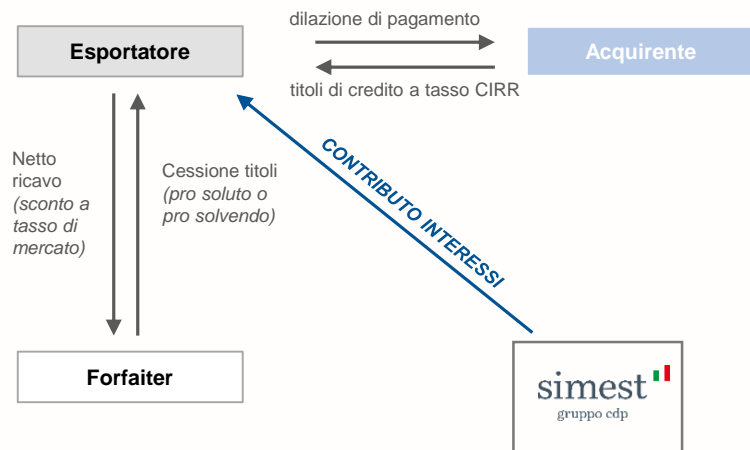 dilazione di pagamento
Esportatore
Acquirente
titoli di credito a tasso CIRR
Netto
ricavo
(sconto a
tasso di
mercato)
Cessione titoli
(pro soluto o
pro solvendo)
CONTRIBUTO INTERESSI
Forfaiter
simest
gruppo cdp